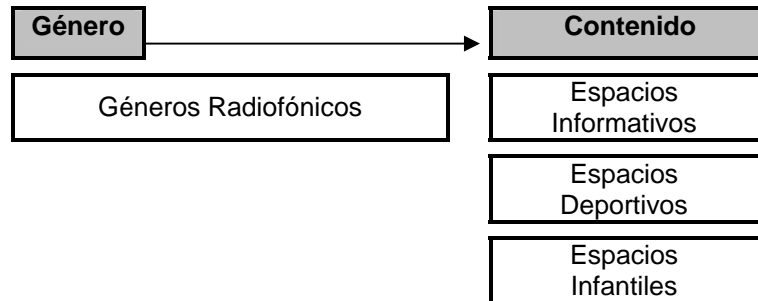 Género
Contenido
Géneros Radiofónicos
Espacios
Informativos
Espacios
Deportivos
Espacios
Infantiles